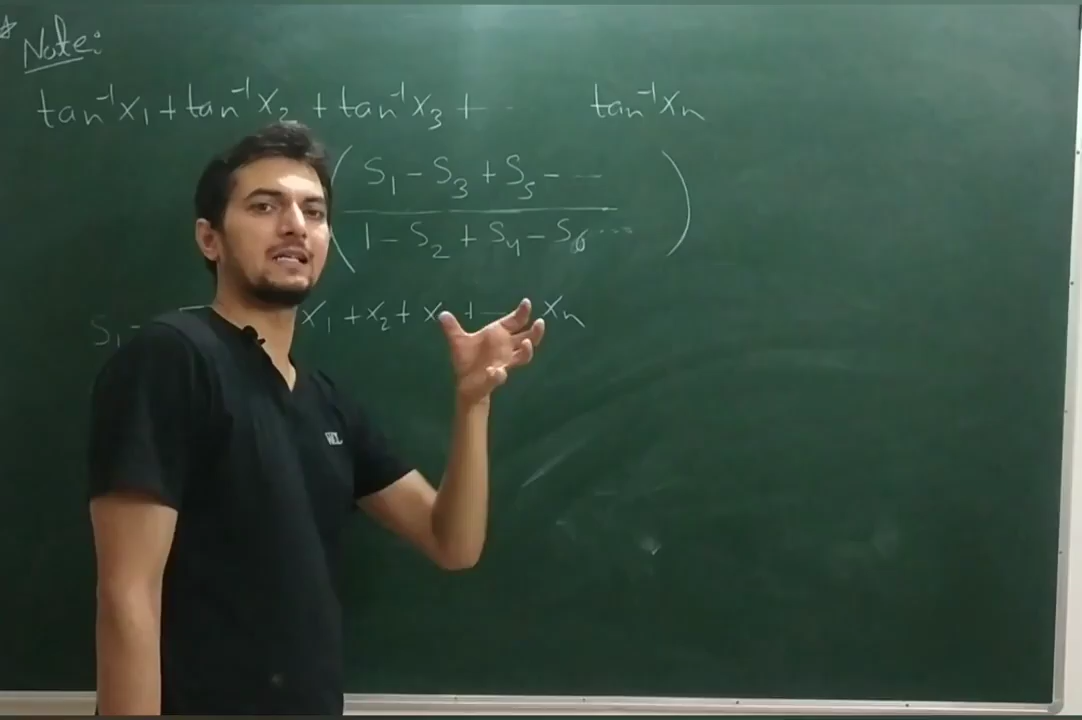 * Note:
tan⁻¹x₁ + tan⁻¹x₂ + tan⁻¹x₃ + - - tan⁻¹xₙ
( S₁ - S₃ + S₅ - ---
1 - S₂ + S₄ - S₆ ---- )
S₁ - x₁ + x₂ + x + - xₙ